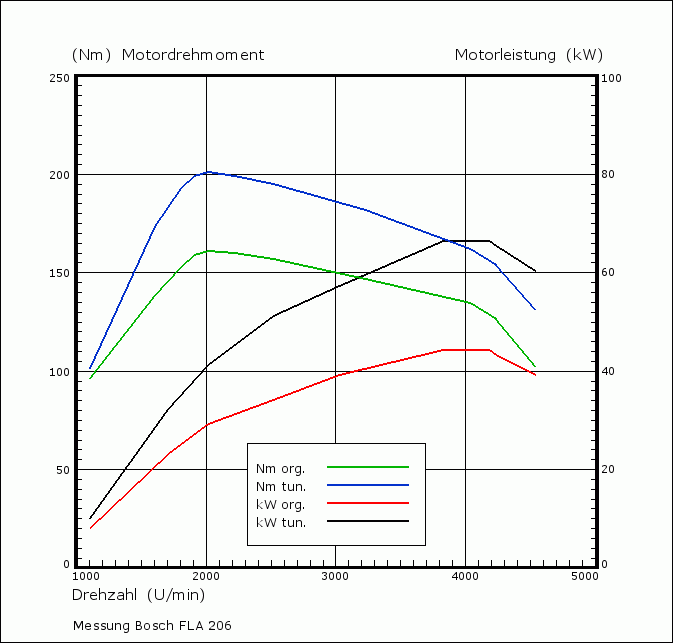 (Nm) Motordrehmoment Motorleistung (kW)
250 100
200 80
150 60
100 40
50 20
Nm org.
Nm tun.
kW org.
kW tun.
0 0
1000 2000 3000 4000 5000
Drehzahl (U/min)
Messung Bosch FLA 206